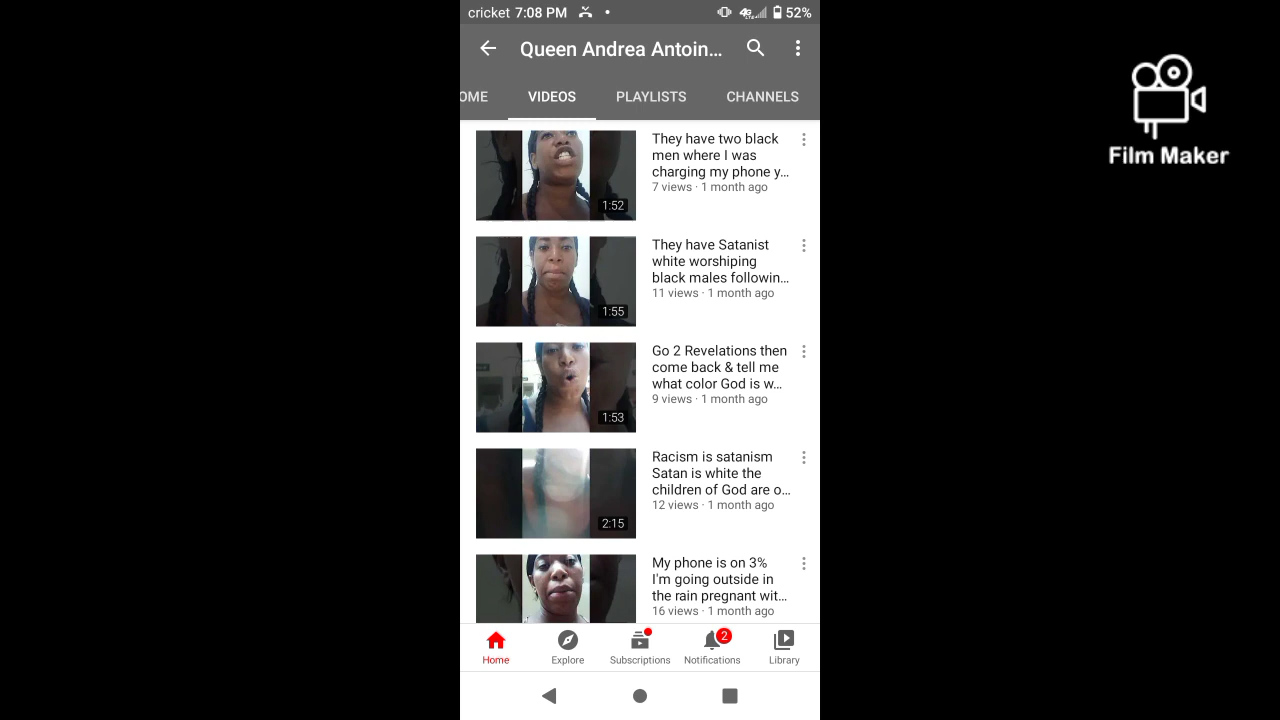 cricket 7:08 PM
52%
Queen Andrea Antoin...
OME VIDEOS PLAYLISTS CHANNELS
They have two black
men where I was
charging my phone y...
7 views · 1 month ago
1:52
They have Satanist
white worshiping
black males followin...
11 views · 1 month ago
1:55
Go 2 Revelations then
come back & tell me
what color God is w...
9 views · 1 month ago
1:53
Racism is satanism
Satan is white the
children of God are o...
12 views · 1 month ago
2:15
My phone is on 3%
I'm going outside in
the rain pregnant wit...
16 views · 1 month ago
2
Home Explore Subscriptions Notifications Library
Film Maker